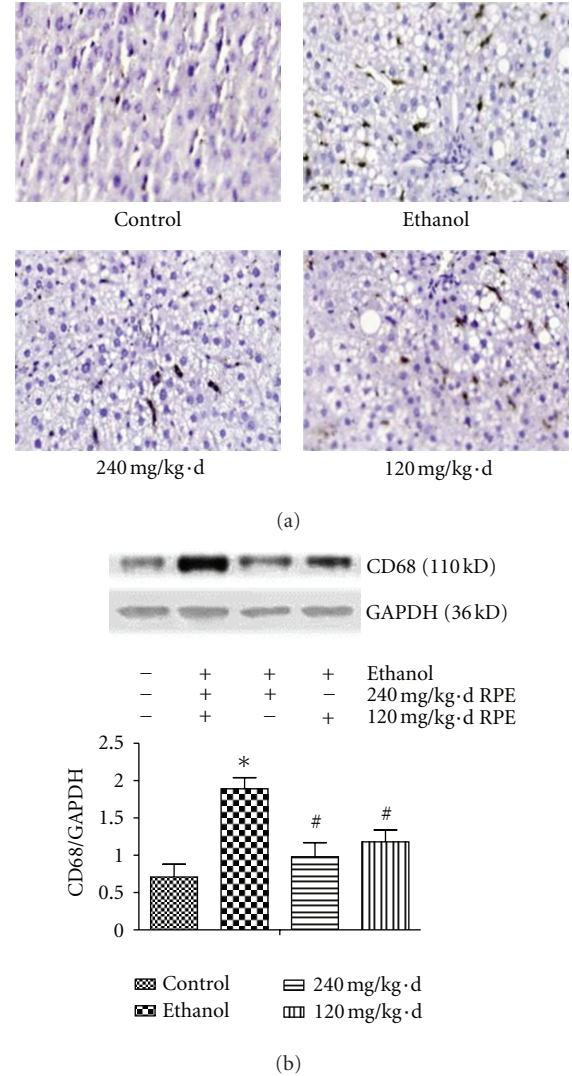 Control
Ethanol
240 mg/kg·d
120 mg/kg·d
(a)
CD68 (110 kD)
GAPDH (36 kD)
− + + + Ethanol
− + + − 240 mg/kg·d RPE
− + − + 120 mg/kg·d RPE
2.5
2
1.5
1
0.5
0
CD68/GAPDH
*
#
#
Control
240 mg/kg·d
Ethanol
120 mg/kg·d
(b)